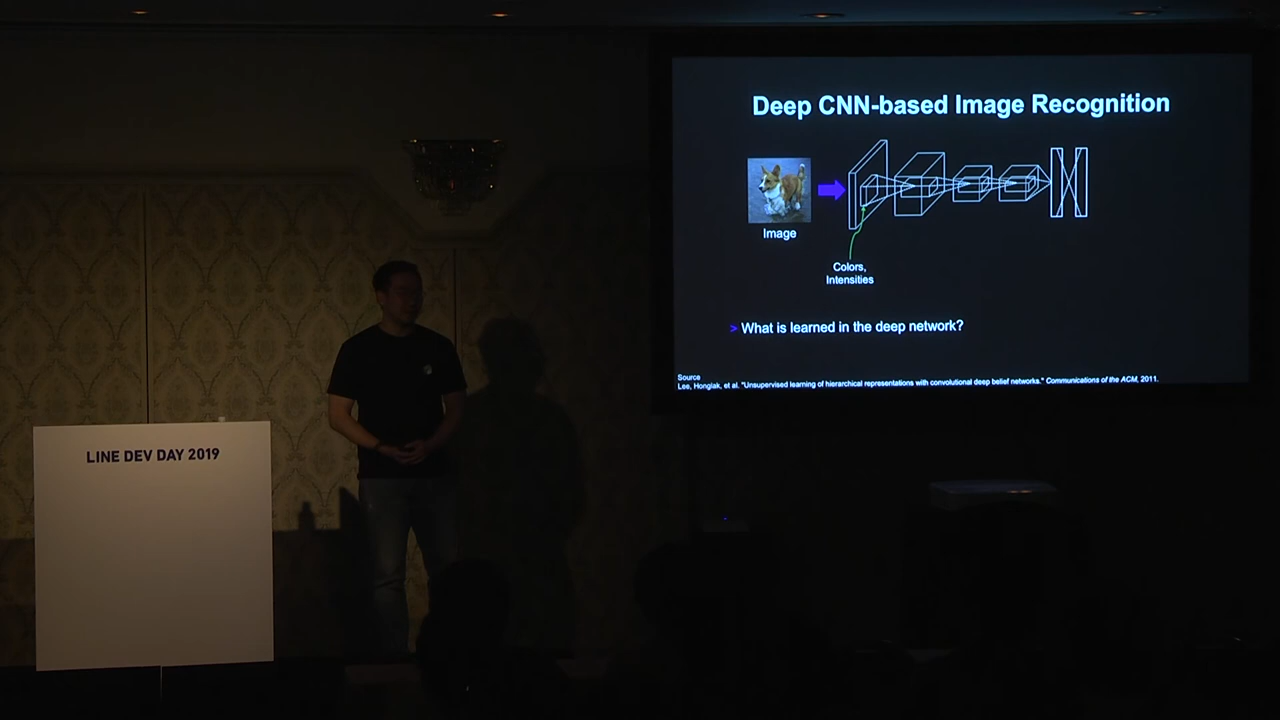 LINE DEV DAY 2019
Deep CNN-based Image Recognition
Image
Colors,
Intensities
> What is learned in the deep network?
Source
Lee, Honglak, et al. "Unsupervised learning of hierarchical representations with convolutional deep belief networks." Communications of the ACM, 2011.